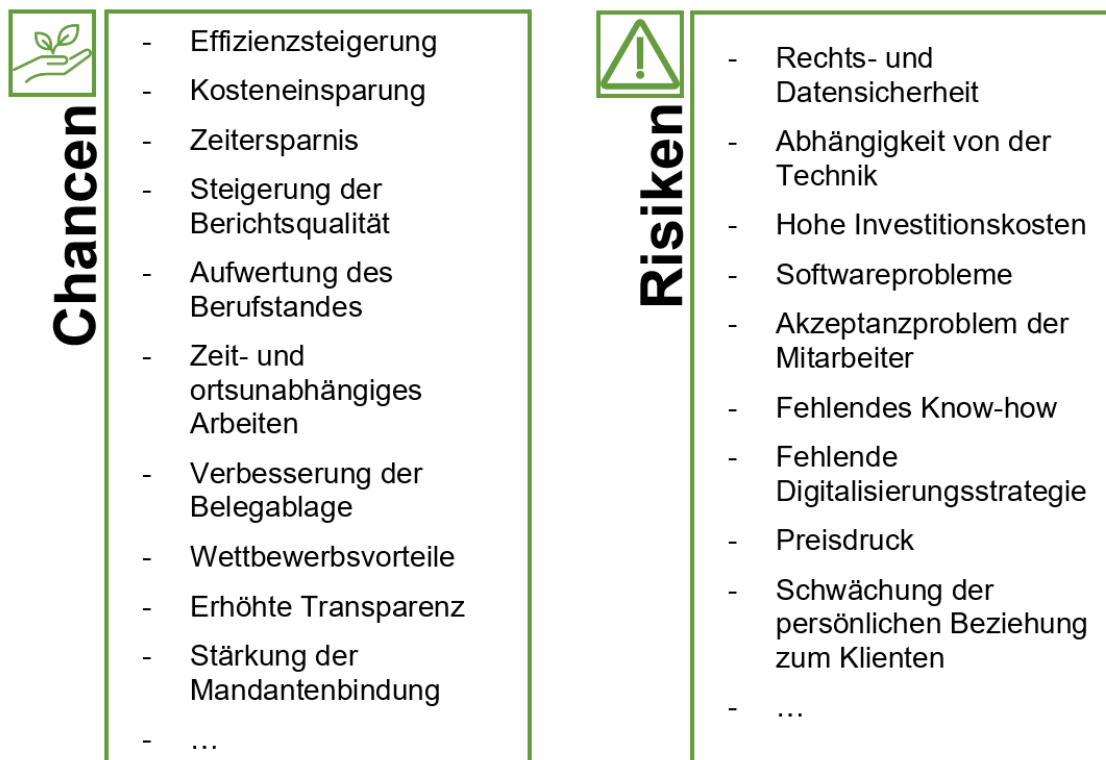 Chancen
- Effizienzsteigerung
- Kosteneinsparung
- Zeitersparnis
- Steigerung der
Berichtsqualität
- Aufwertung des
Berufstandes
- Zeit- und
ortsunabhängiges
Arbeiten
- Verbesserung der
Belegablage
- Wettbewerbsvorteile
- Erhöhte Transparenz
- Stärkung der
Mandantenbindung
- …
Risiken
- Rechts- und
Datensicherheit
- Abhängigkeit von der
Technik
- Hohe Investitionskosten
- Softwareprobleme
- Akzeptanzproblem der
Mitarbeiter
- Fehlendes Know-how
- Fehlende
Digitalisierungsstrategie
- Preisdruck
- Schwächung der
persönlichen Beziehung
zum Klienten
- …